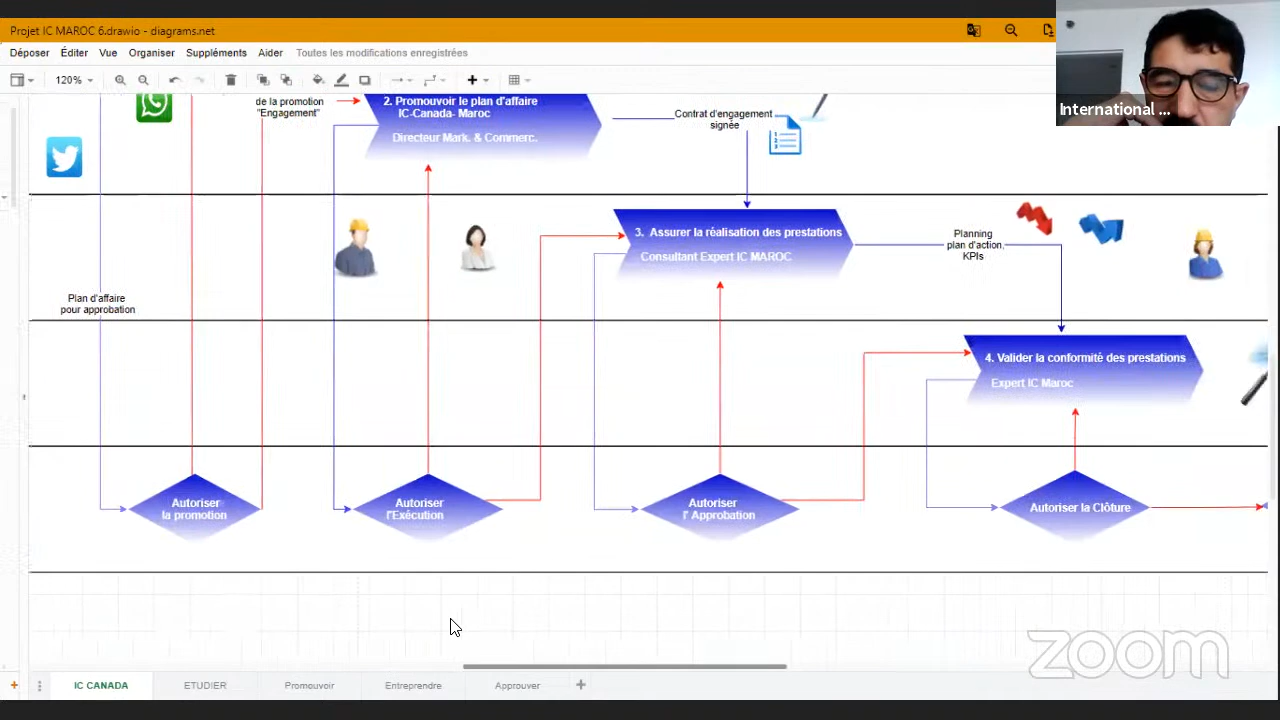 Projet IC MAROC 6.drawio - diagrams.net
Déposer Éditer Vue Organiser Suppléments Aider Toutes les modifications enregistrées
120%
International ...
de la promotion
"Engagement"
2. Promouvoir le plan d'affaire
IC-Canada- Maroc
Directeur Mark. & Commerc.
Contrat d'engagement
signée
3. Assurer la réalisation des prestations
Consultant Expert IC MAROC
Planning
plan d'action,
KPIs
Plan d'affaire
pour approbation
4. Valider la conformité des prestations
Expert IC Maroc
Autoriser
la promotion
Autoriser
l'Exécution
Autoriser
l' Approbation
Autoriser la Clôture
zoom
IC CANADA ETUDIER Promouvoir Entreprendre Approuver